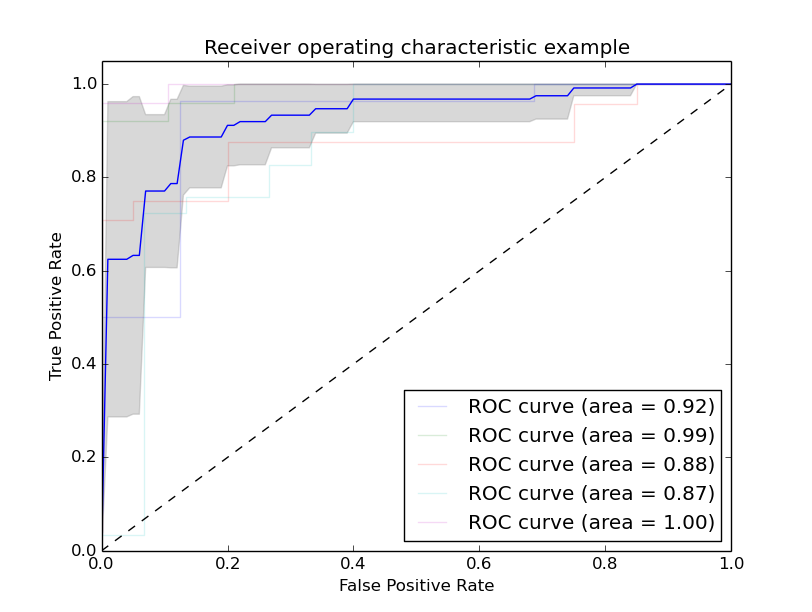 Receiver operating characteristic example
1.0
0.8
0.6
0.4
0.2
0.0
True Positive Rate
ROC curve (area = 0.92)
ROC curve (area = 0.99)
ROC curve (area = 0.88)
ROC curve (area = 0.87)
ROC curve (area = 1.00)
0.0 0.2 0.4 0.6 0.8 1.0
False Positive Rate